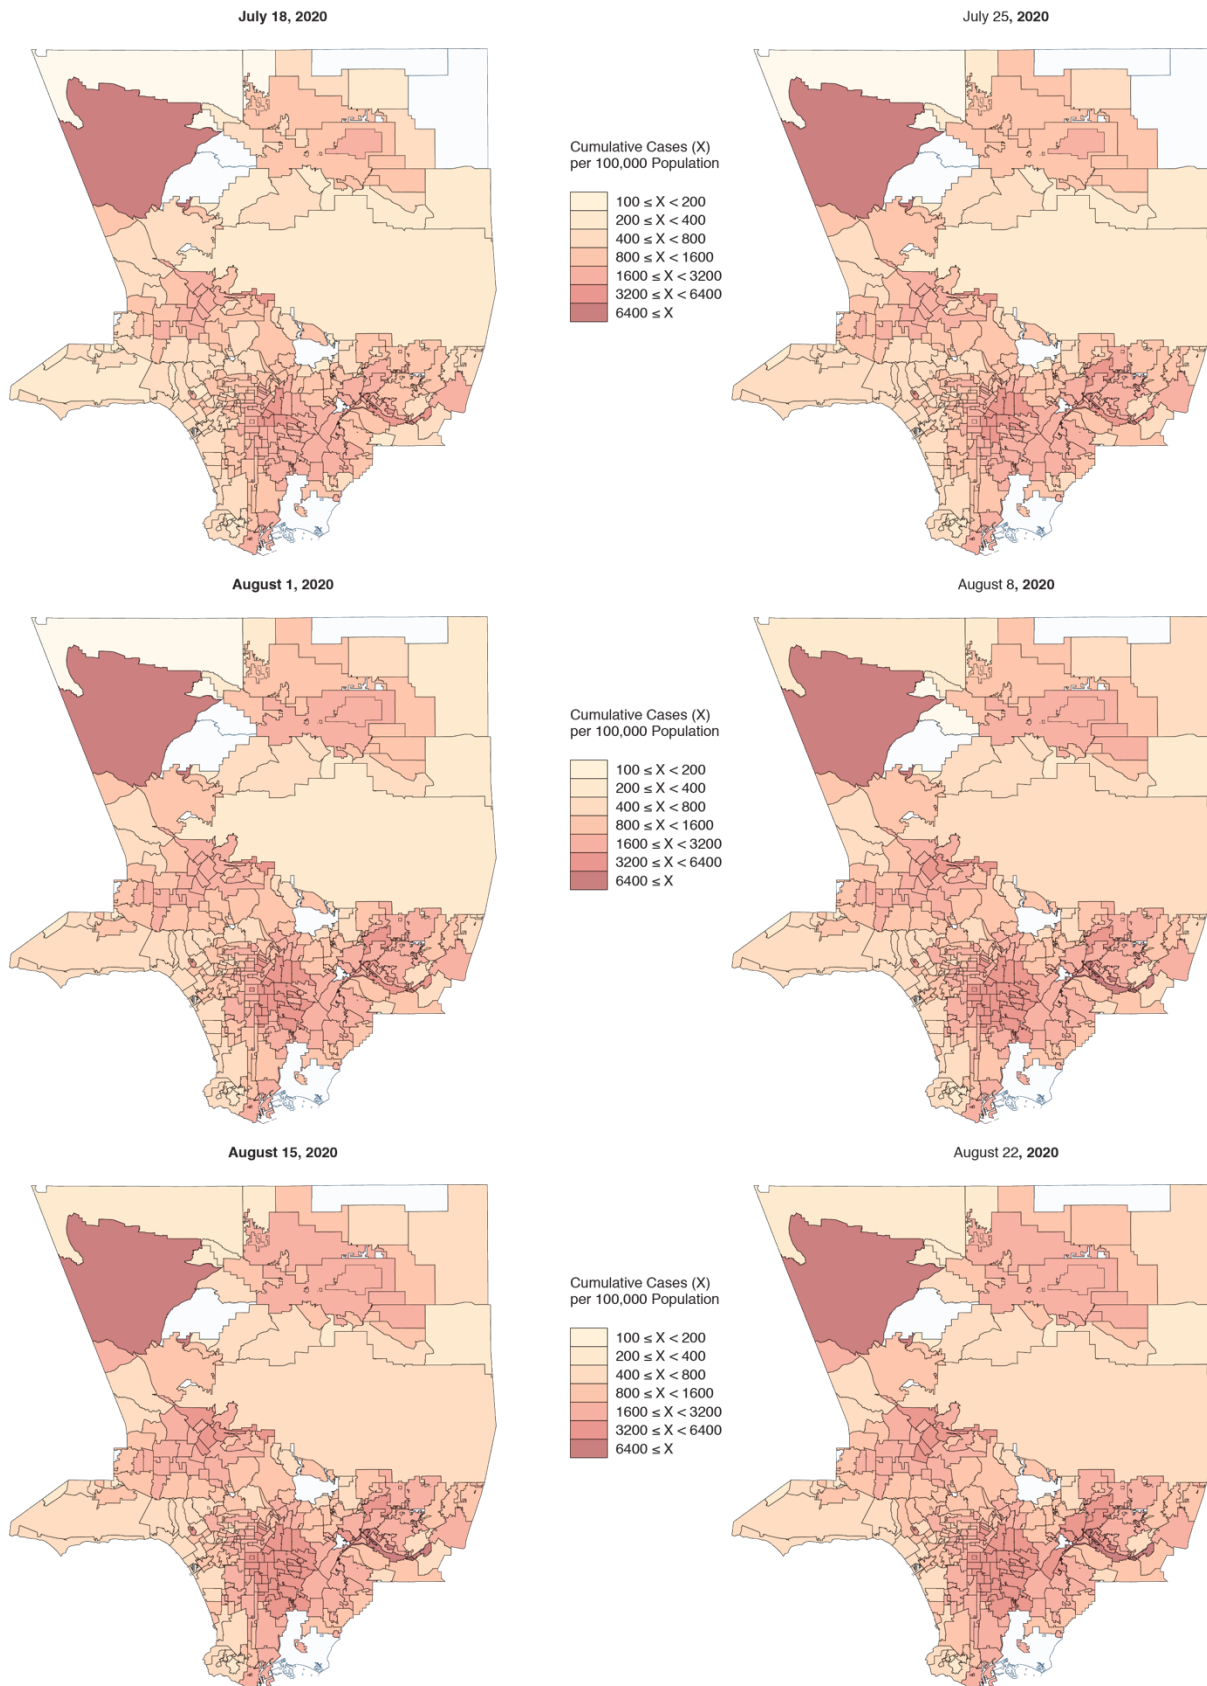 July 18, 2020
July 25, 2020
Cumulative Cases (X)
per 100,000 Population
100 ≤ X < 200
200 ≤ X < 400
400 ≤ X < 800
800 ≤ X < 1600
1600 ≤ X < 3200
3200 ≤ X < 6400
6400 ≤ X
August 1, 2020
August 8, 2020
Cumulative Cases (X)
per 100,000 Population
100 ≤ X < 200
200 ≤ X < 400
400 ≤ X < 800
800 ≤ X < 1600
1600 ≤ X < 3200
3200 ≤ X < 6400
6400 ≤ X
August 15, 2020
August 22, 2020
Cumulative Cases (X)
per 100,000 Population
100 ≤ X < 200
200 ≤ X < 400
400 ≤ X < 800
800 ≤ X < 1600
1600 ≤ X < 3200
3200 ≤ X < 6400
6400 ≤ X